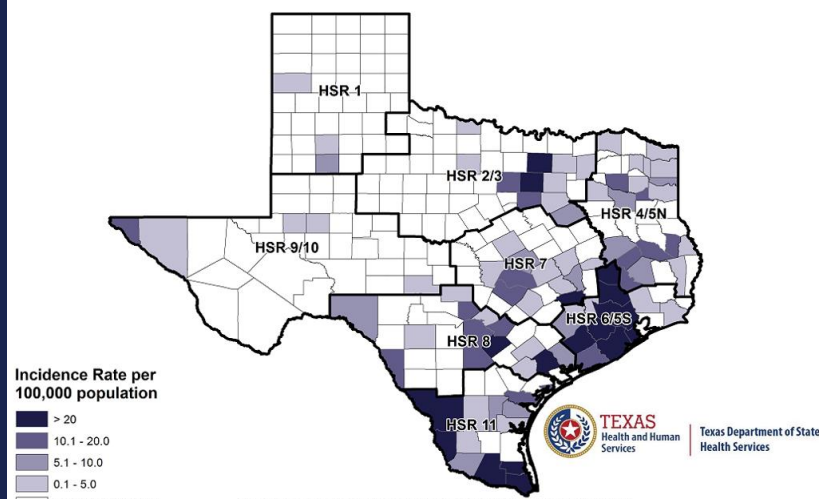 HSR 1
HSR 2/3
HSR 4/5N
HSR 9/10
HSR 7
HSR 6/5S
HSR 8
HSR 11
Incidence Rate per
100,000 population
> 20
10.1 - 20.0
5.1 - 10.0
0.1 - 5.0
TEXAS
Health and Human
Services
Texas Department of State
Health Services